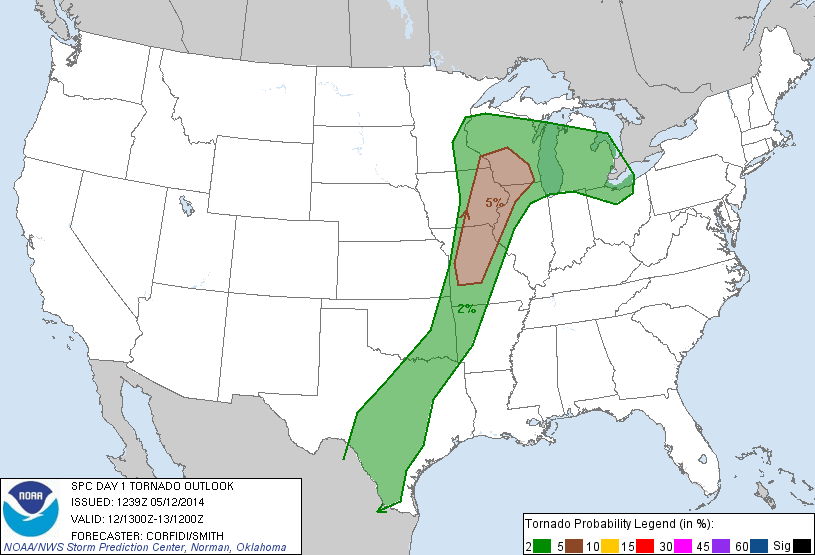 5%
2%
NOAA
SPC DAY 1 TORNADO OUTLOOK
ISSUED: 1239Z 05/12/2014
VALID: 12/1300Z-13/1200Z
FORECASTER: CORFIDI/SMITH
NOAA/NWS Storm Prediction Center, Norman, Oklahoma
Tornado Probability Legend (in %):
2 5 10 15 30 45 60 Sig